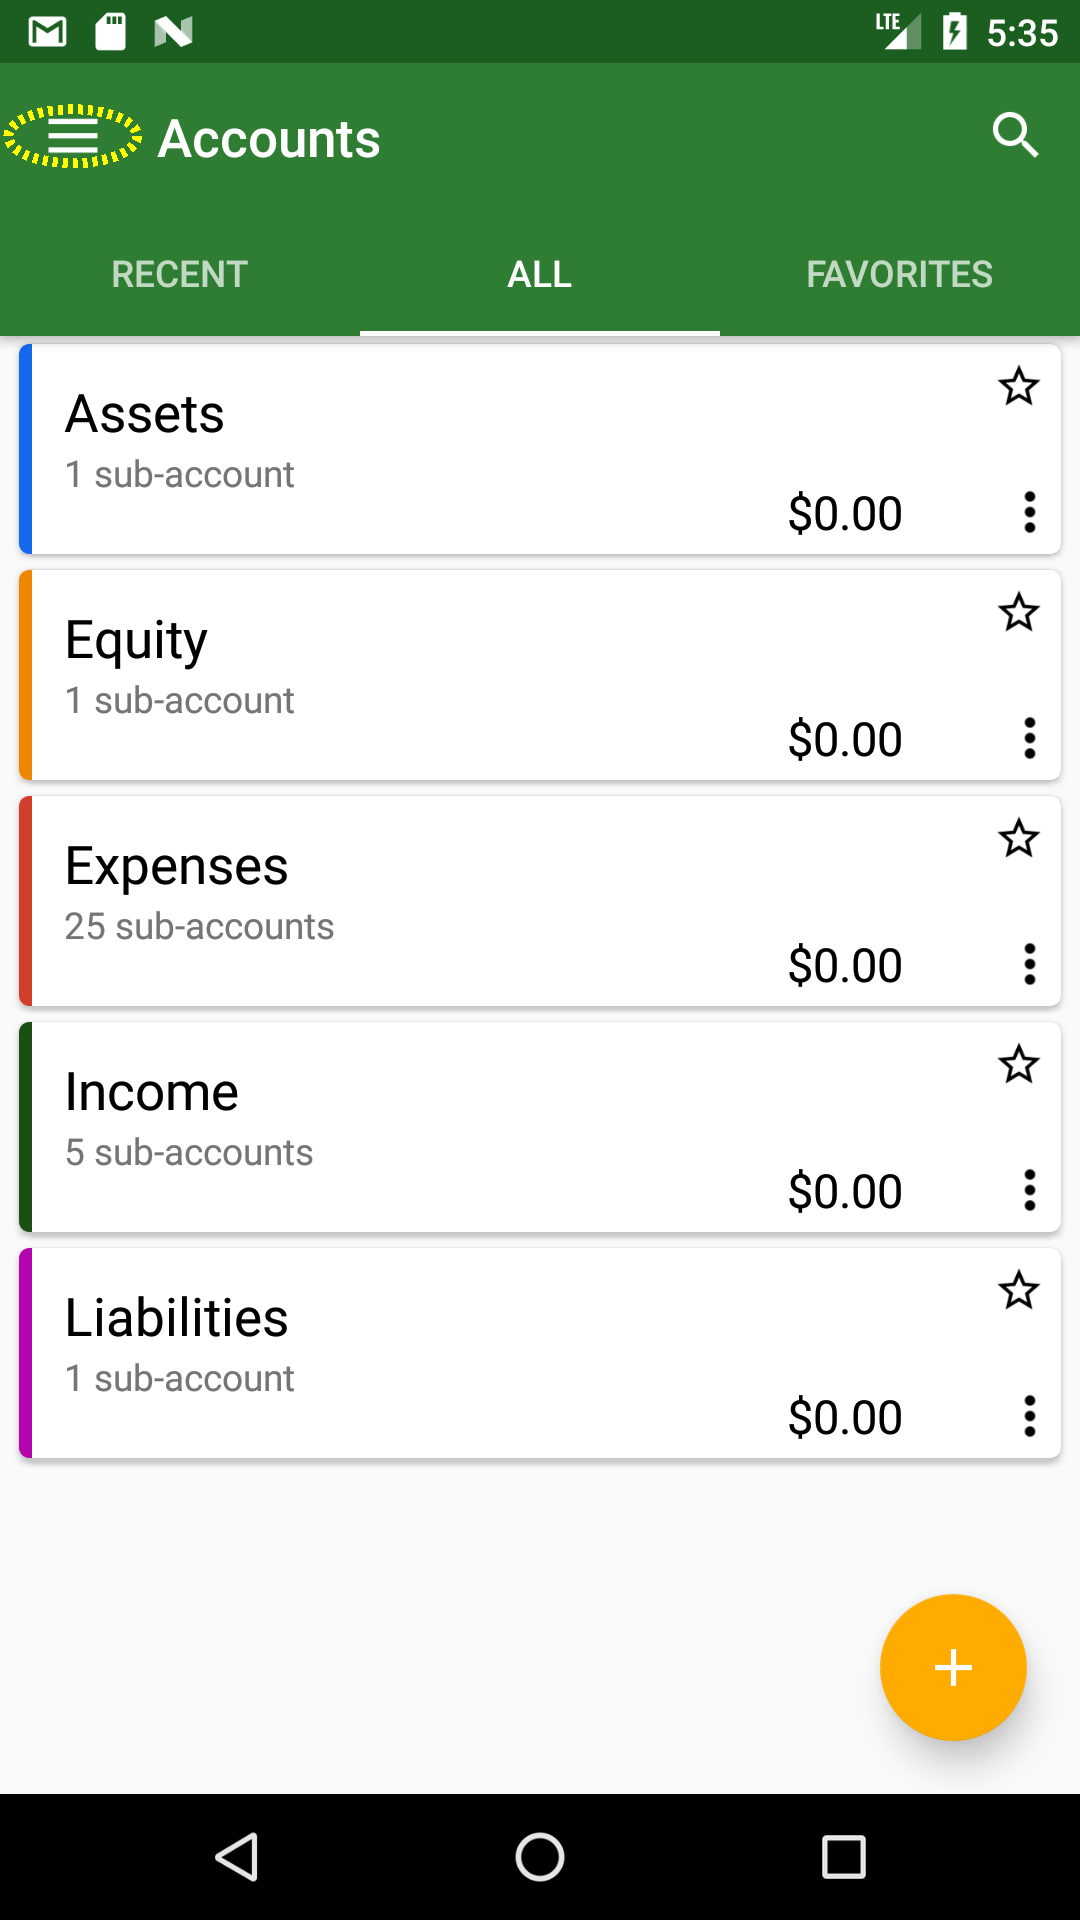 LTE 5:35
Accounts
RECENT ALL FAVORITES
Assets
1 sub-account
$0.00
Equity
1 sub-account
$0.00
Expenses
25 sub-accounts
$0.00
Income
5 sub-accounts
$0.00
Liabilities
1 sub-account
$0.00